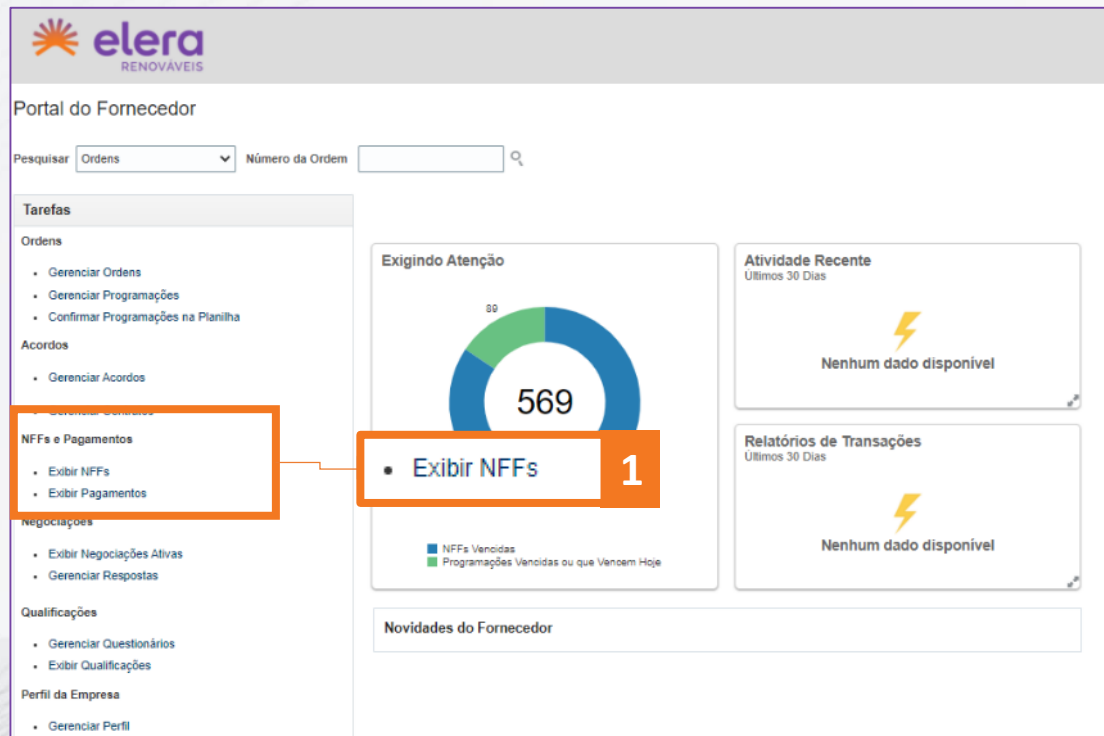 elera
RENOVÁVEIS
Portal do Fornecedor
Pesquisar Ordens Número da Ordem
Tarefas
Ordens
• Gerenciar Ordens
• Gerenciar Programações
• Confirmar Programações na Planilha
Acordos
• Gerenciar Acordos
• Gerenciar Contratos
NFFs e Pagamentos
• Exibir NFFs
• Exibir Pagamentos
Negociações
• Exibir Negociações Ativas
• Gerenciar Respostas
Qualificações
• Gerenciar Questionários
• Exibir Qualificações
Perfil da Empresa
• Gerenciar Perfil
Exigindo Atenção
89
569
• Exibir NFFs 1
NFFs Vencidas
Programações Vencidas ou que Vencem Hoje
Atividade Recente
Últimos 30 Dias
Nenhum dado disponível
Relatórios de Transações
Últimos 30 Dias
Nenhum dado disponível
Novidades do Fornecedor